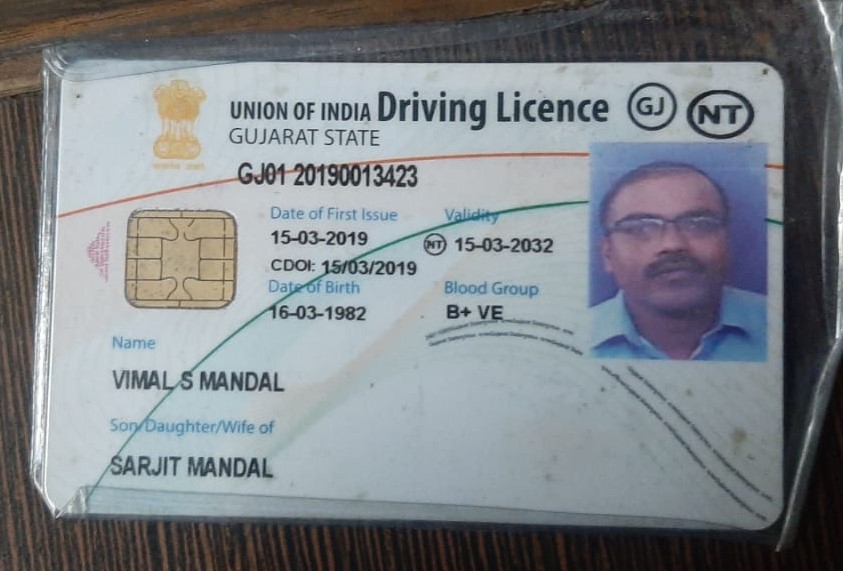 UNION OF INDIA Driving Licence GJ NT
GUJARAT STATE
GJ01 20190013423
Date of First Issue Validity
15-03-2019 NT 15-03-2032
CDOI: 15/03/2019
Date of Birth Blood Group
16-03-1982 B+ VE
Name
VIMAL S MANDAL
Son/Daughter/Wife of
SARJIT MANDAL